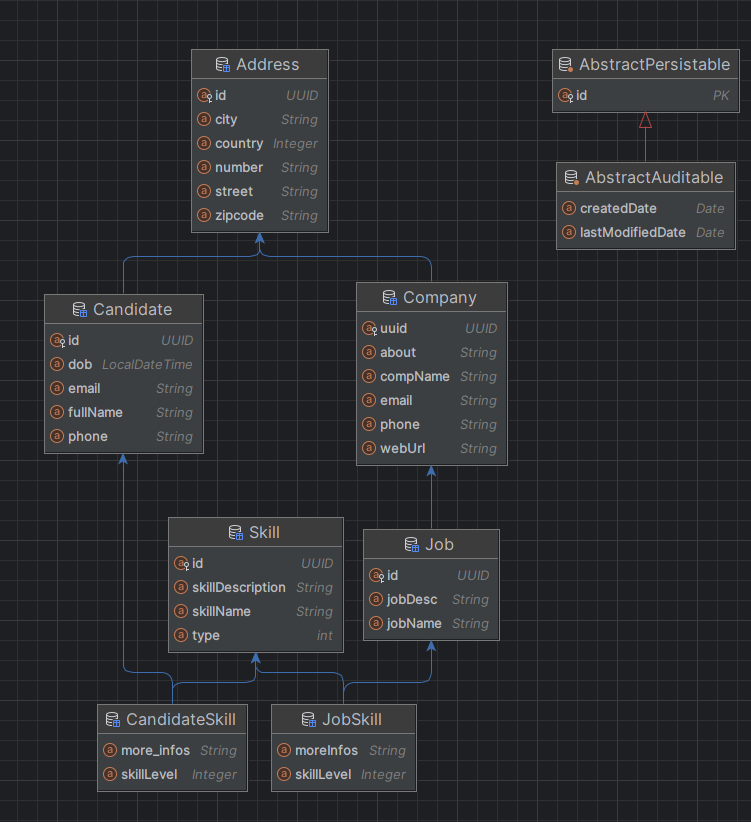 Address
id UUID
city String
country Integer
number String
street String
zipcode String
AbstractPersistable
id PK
AbstractAuditable
createdDate Date
lastModifiedDate Date
Candidate
id UUID
dob LocalDateTime
email String
fullName String
phone String
Company
uuid UUID
about String
compName String
email String
phone String
webUrl String
Skill
id UUID
skillDescription String
skillName String
type int
Job
id UUID
jobDesc String
jobName String
CandidateSkill
more_infos String
skillLevel Integer
JobSkill
moreInfos String
skillLevel Integer